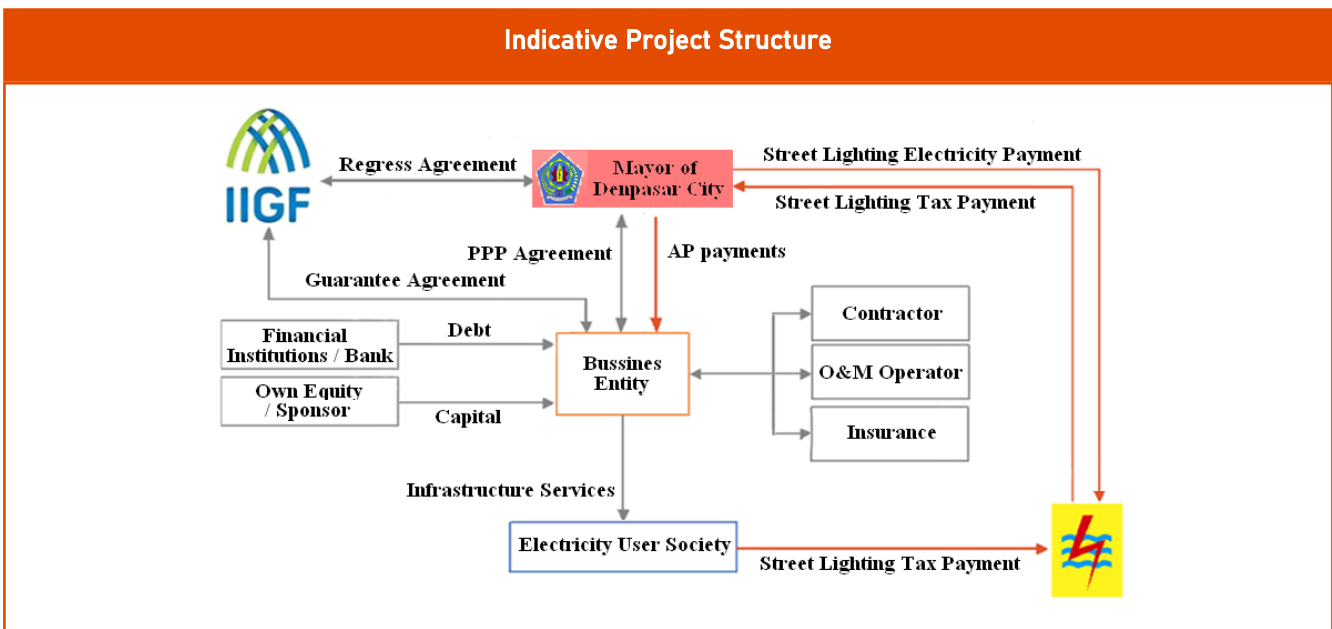 Indicative Project Structure
IIGF
Regress Agreement
Mayor of
Denpasar City
Street Lighting Electricity Payment
Street Lighting Tax Payment
PPP Agreement
AP payments
Guarantee Agreement
Financial
Institutions / Bank
Debt
Own Equity
/ Sponsor
Capital
Bussines
Entity
Contractor
O&M Operator
Insurance
Infrastructure Services
Electricity User Society
Street Lighting Tax Payment